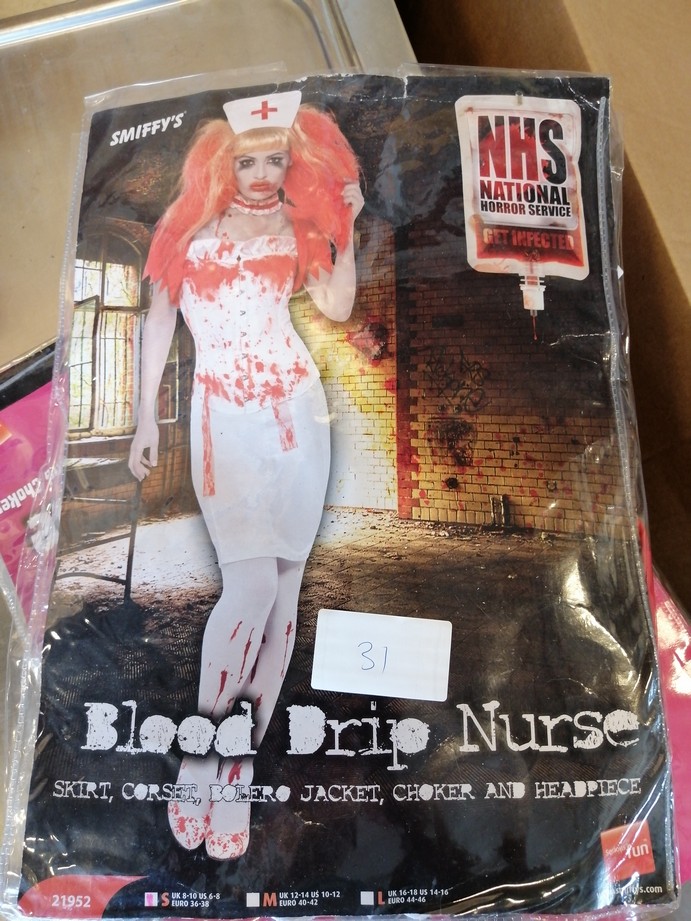 SMIFFY'S
NHS
NATIONAL
HORROR SERVICE
GET INFECTED
31
Blood Drip Nurse
SKIRT, CORSET, BOLERO JACKET, CHOKER AND HEADPIECE
fun
21952
S UK 8-10 US 6-8
EURO 36-38
M UK 12-14 US 10-12
EURO 40-42
L UK 16-18 US 14-16
EURO 44-46